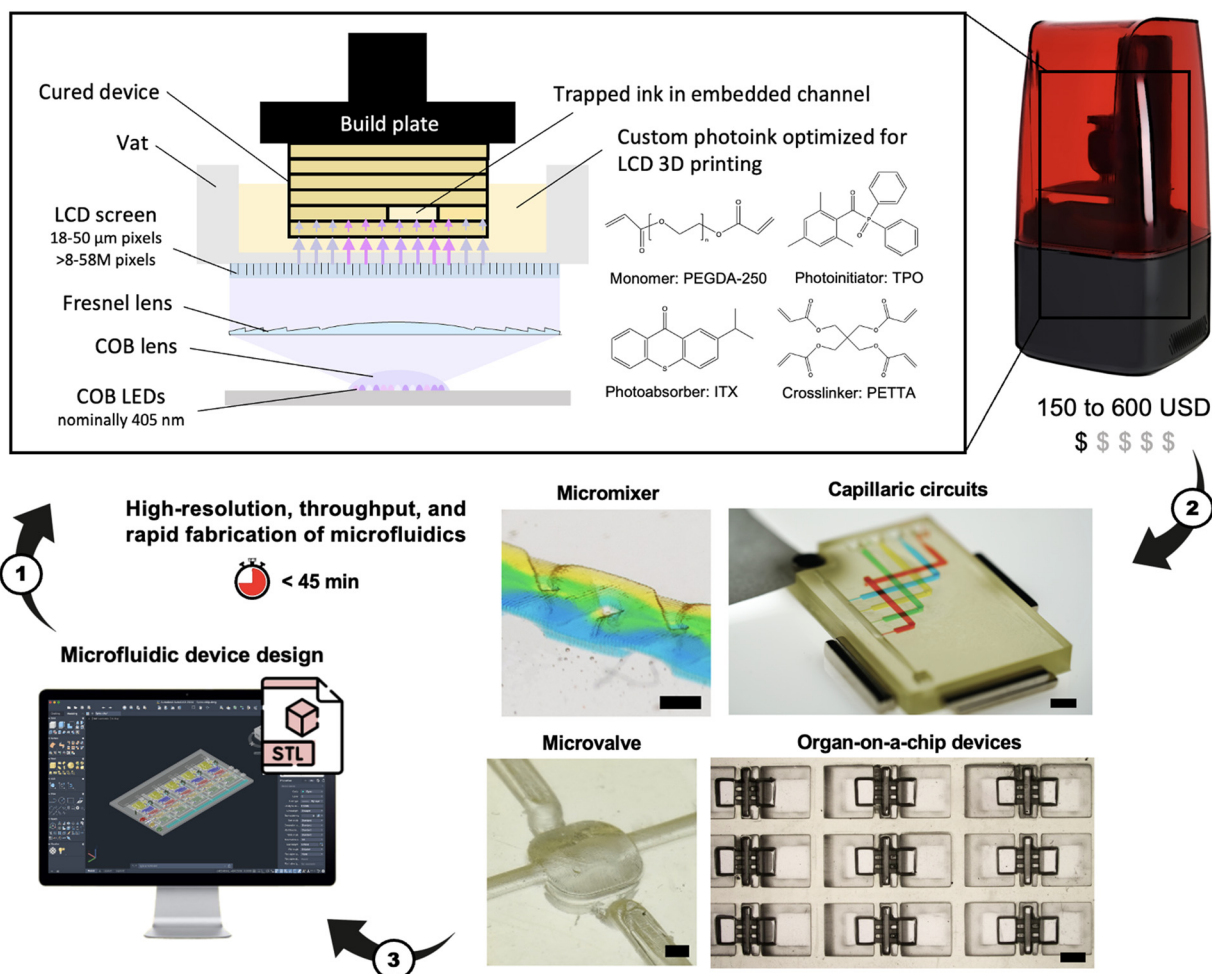 Build plate
Cured device
Vat
LCD screen
18-50 µm pixels
>8-58M pixels
Fresnel lens
COB lens
COB LEDs
nominally 405 nm
Trapped ink in embedded channel
Custom photoink optimized for
LCD 3D printing
O
O
O
O
n
O
P
O
Monomer: PEGDA-250
Photoinitiator: TPO
O
S
O
O
O
O
O
O
O
O
Photoabsorber: ITX
Crosslinker: PETTA
150 to 600 USD
$ $ $ $ $
1
High-resolution, throughput, and
rapid fabrication of microfluidics
< 45 min
Microfluidic device design
STL
2
Micromixer
Capillaric circuits
Microvalve
Organ-on-a-chip devices
3